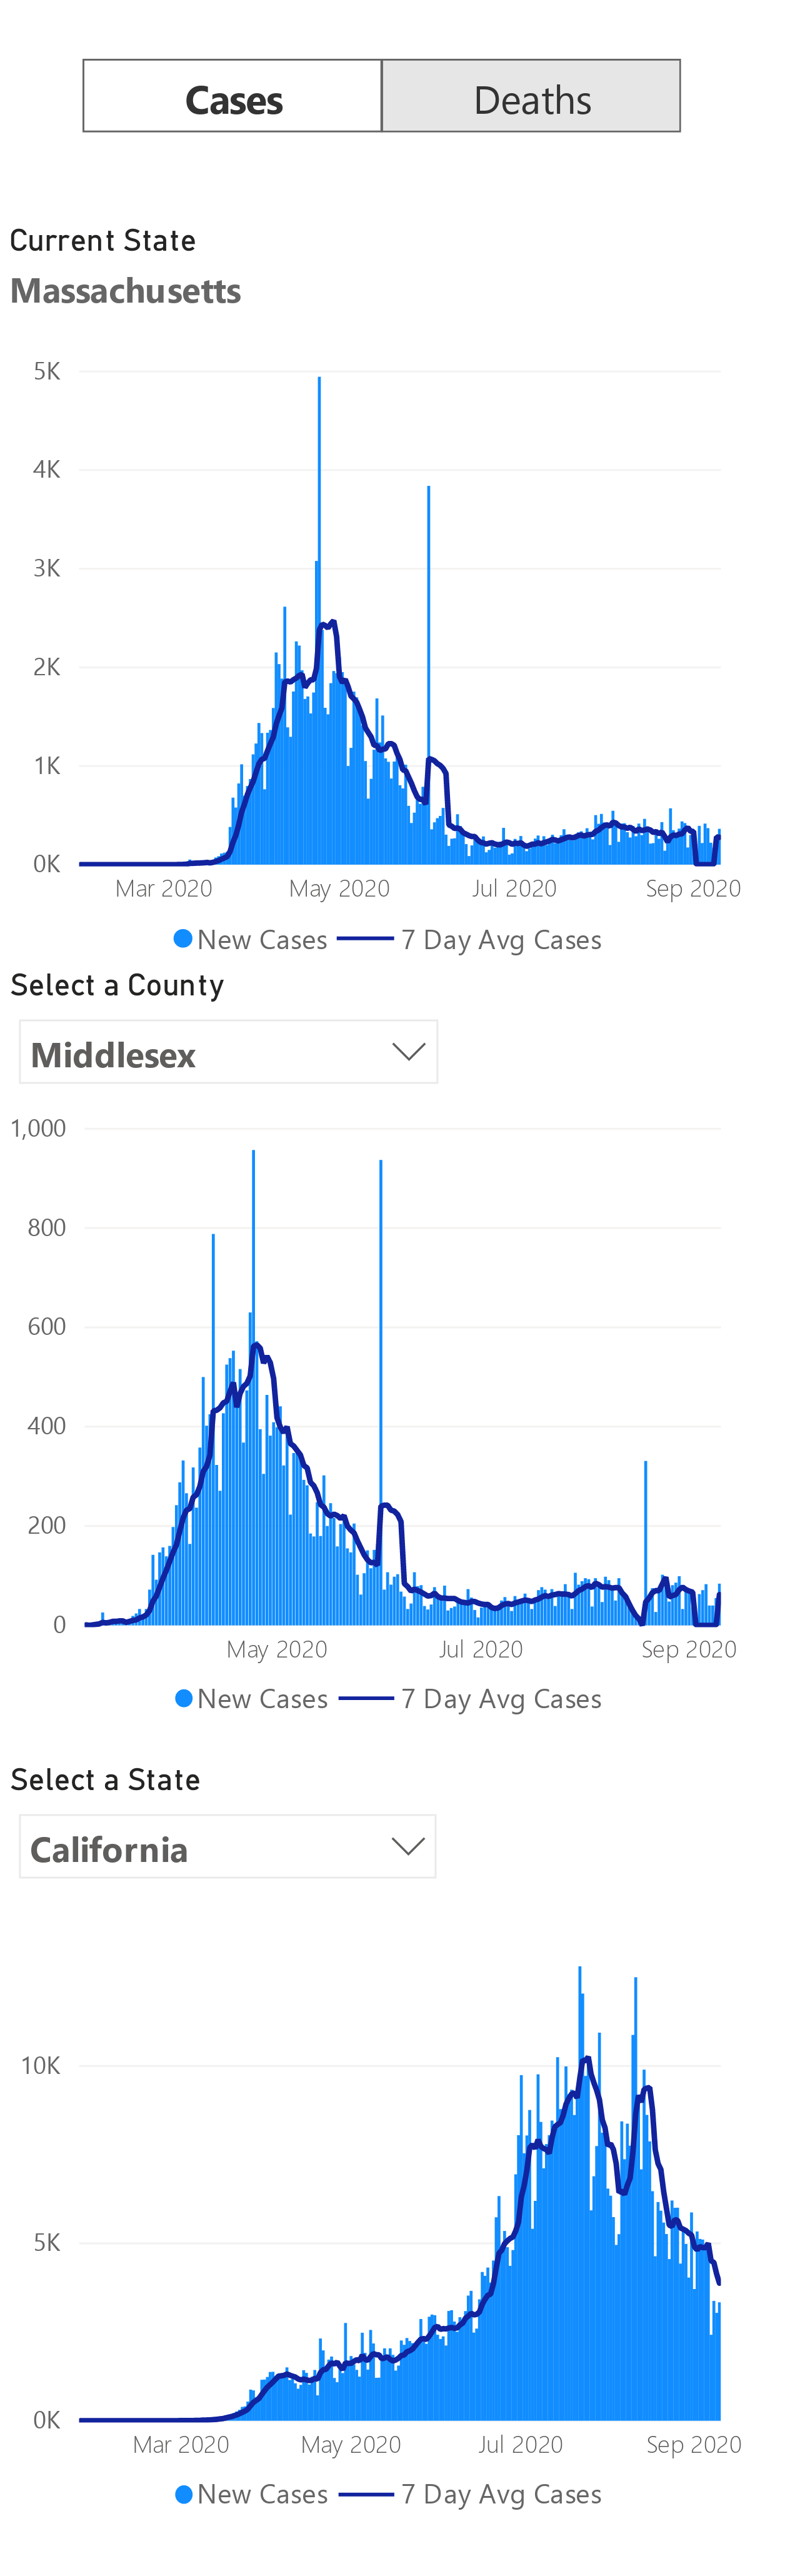 Cases Deaths
Current State
Massachusetts
5K
4K
3K
2K
1K
0K
Mar 2020 May 2020 Jul 2020 Sep 2020
New Cases 7 Day Avg Cases
Select a County
Middlesex
1,000
800
600
400
200
0
May 2020 Jul 2020 Sep 2020
New Cases 7 Day Avg Cases
Select a State
California
10K
5K
0K
Mar 2020 May 2020 Jul 2020 Sep 2020
New Cases 7 Day Avg Cases